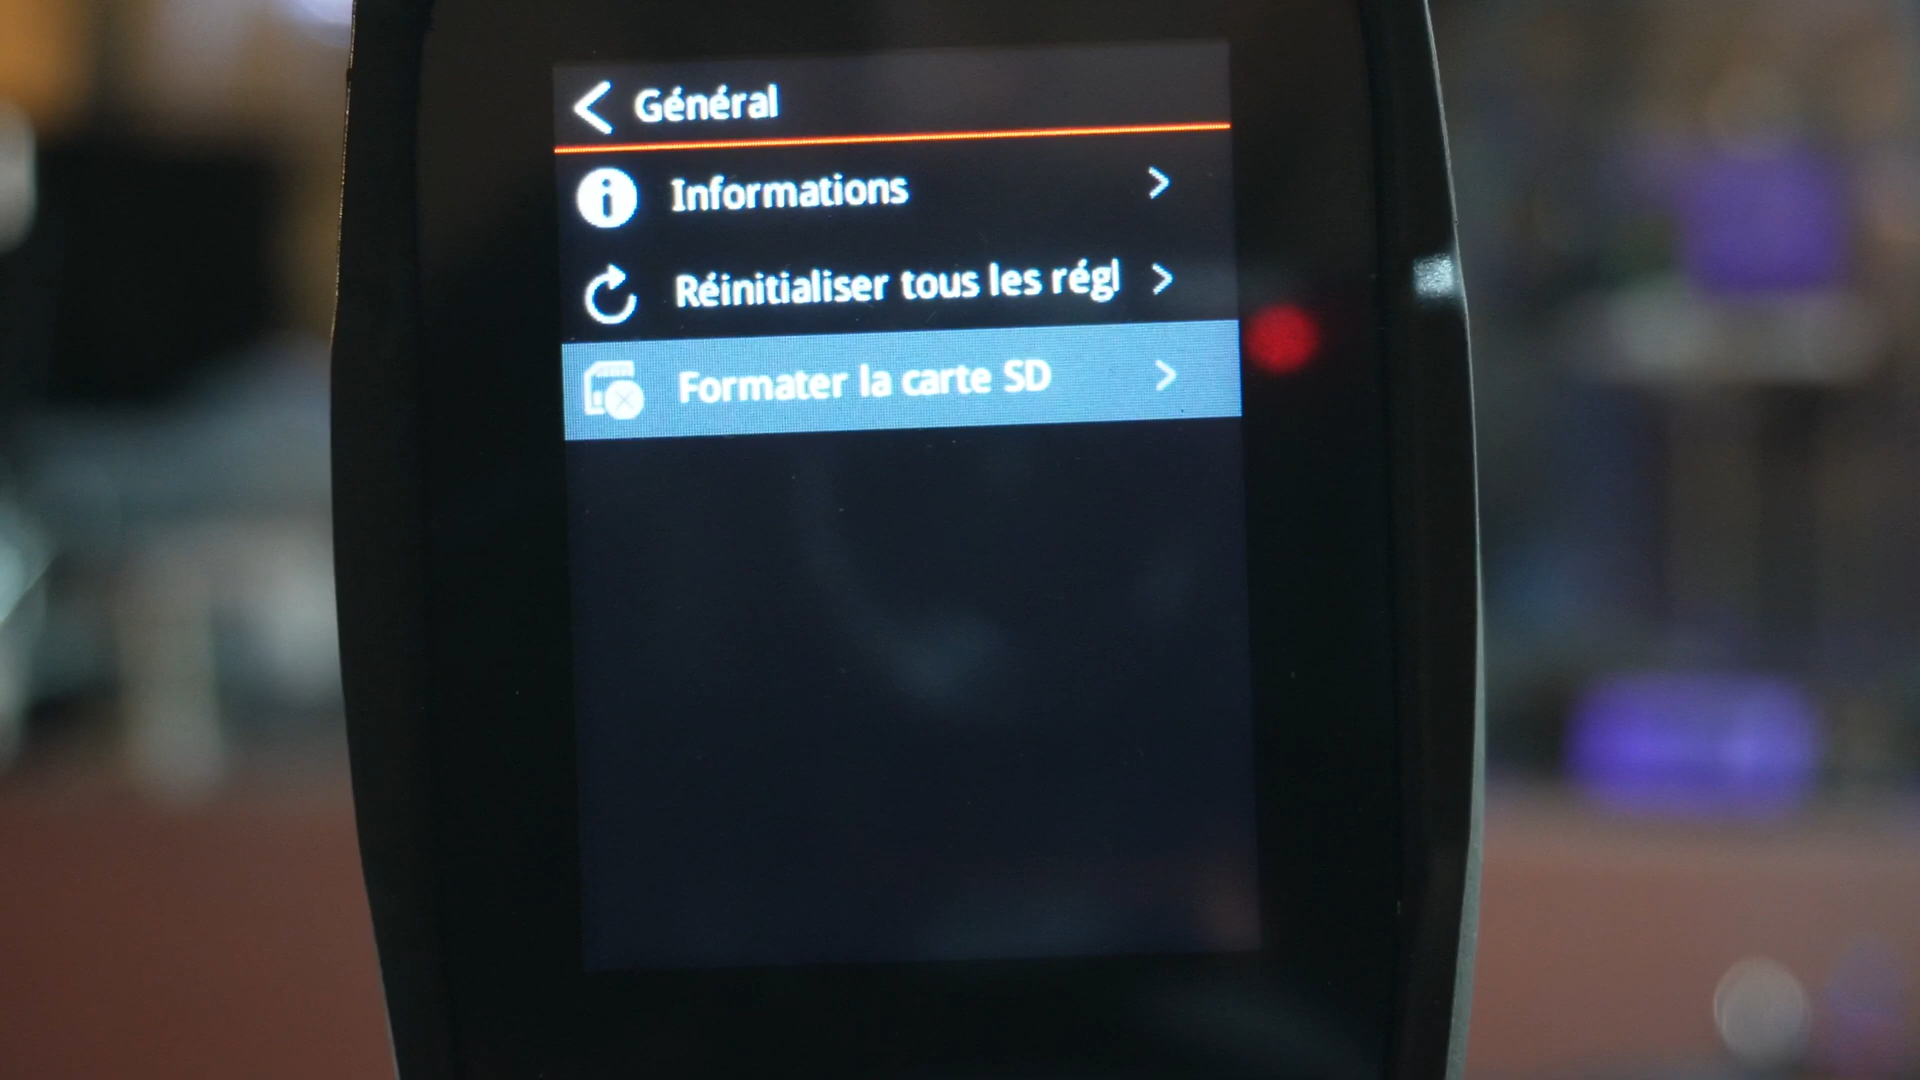 Général
Informations
Réinitialiser tous les régl
Formater la carte SD